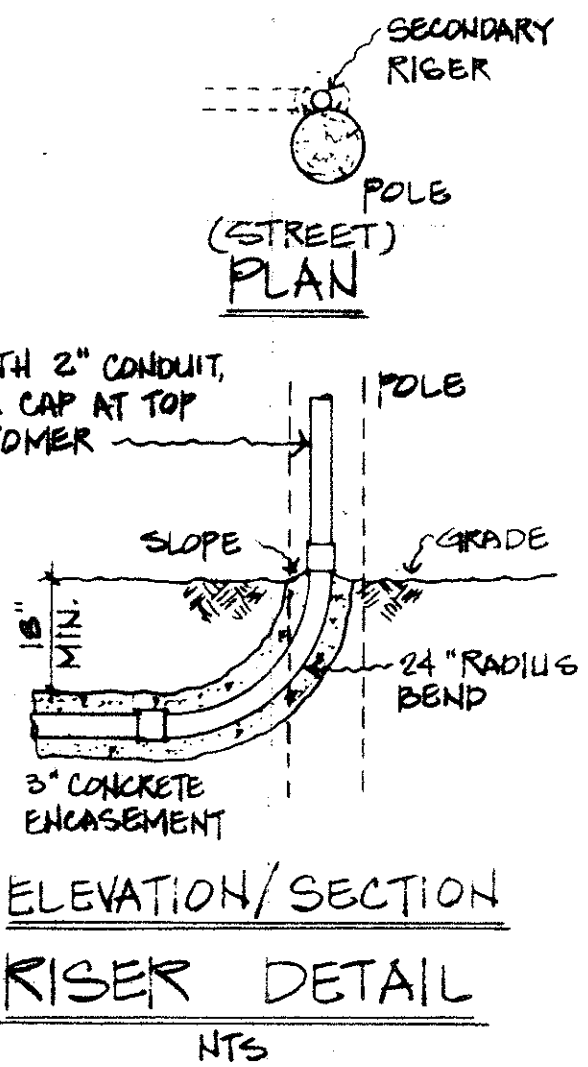 SECONDARY
RISER
POLE
(STREET)
PLAN
TH 2" CONDUIT,
CAP AT TOP
TOMER
POLE
SLOPE
GRADE
18"
MIN.
24" RADIUS
BEND
3" CONCRETE
ENCASEMENT
ELEVATION/SECTION
RISER DETAIL
NTS